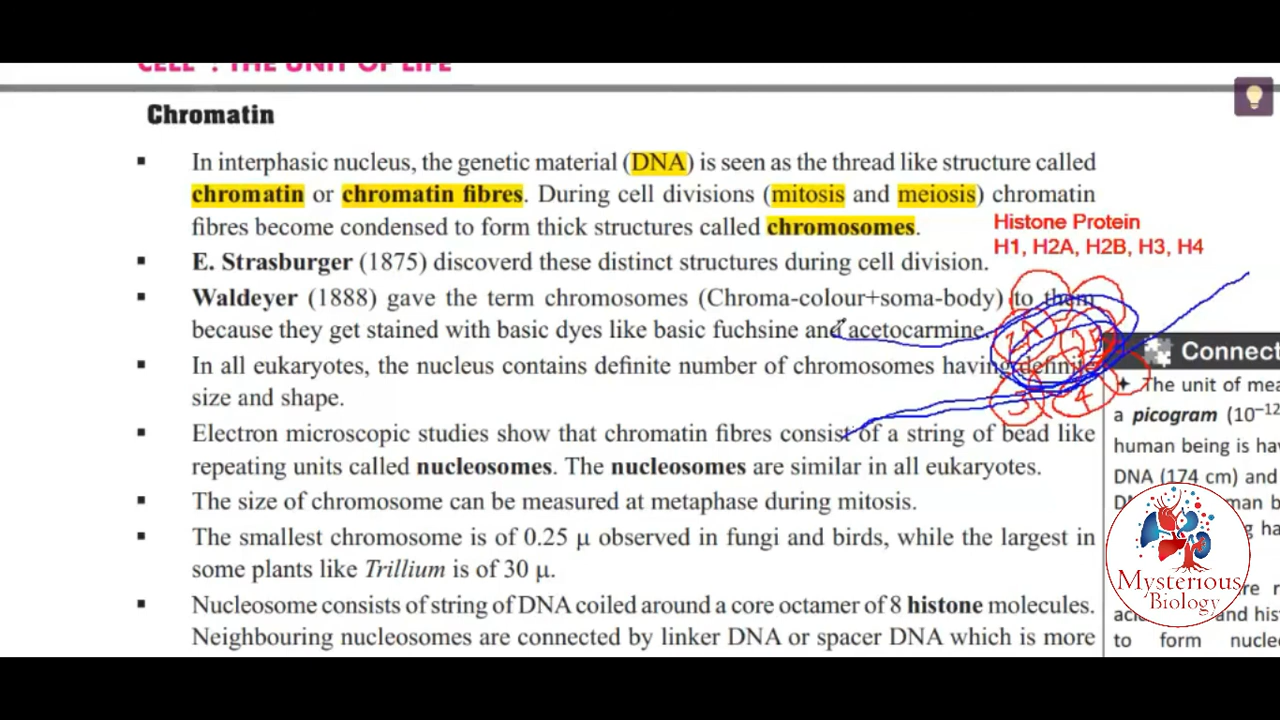 CELL : THE UNIT OF LIFE
Chromatin
In interphasic nucleus, the genetic material (DNA) is seen as the thread like structure called
chromatin or chromatin fibres. During cell divisions (mitosis and meiosis) chromatin
fibres become condensed to form thick structures called chromosomes.
Histone Protein
H1, H2A, H2B, H3, H4
E. Strasburger (1875) discoverd these distinct structures during cell division.
Waldeyer (1888) gave the term chromosomes (Chroma-colour+soma-body) to them
because they get stained with basic dyes like basic fuchsine and acetocarmine.
In all eukaryotes, the nucleus contains definite number of chromosomes having definite
size and shape.
Electron microscopic studies show that chromatin fibres consist of a string of bead like
repeating units called nucleosomes. The nucleosomes are similar in all eukaryotes.
The size of chromosome can be measured at metaphase during mitosis.
The smallest chromosome is of 0.25 μ observed in fungi and birds, while the largest in
some plants like Trillium is of 30 μ.
Nucleosome consists of string of DNA coiled around a core octamer of 8 histone molecules.
Neighbouring nucleosomes are connected by linker DNA or spacer DNA which is more
2A 2B
3 4
Connect
The unit of mea
a picogram (10⁻¹²
human being is hav
DNA (174 cm) and
Mysterious
Biology
and his
to form nucle